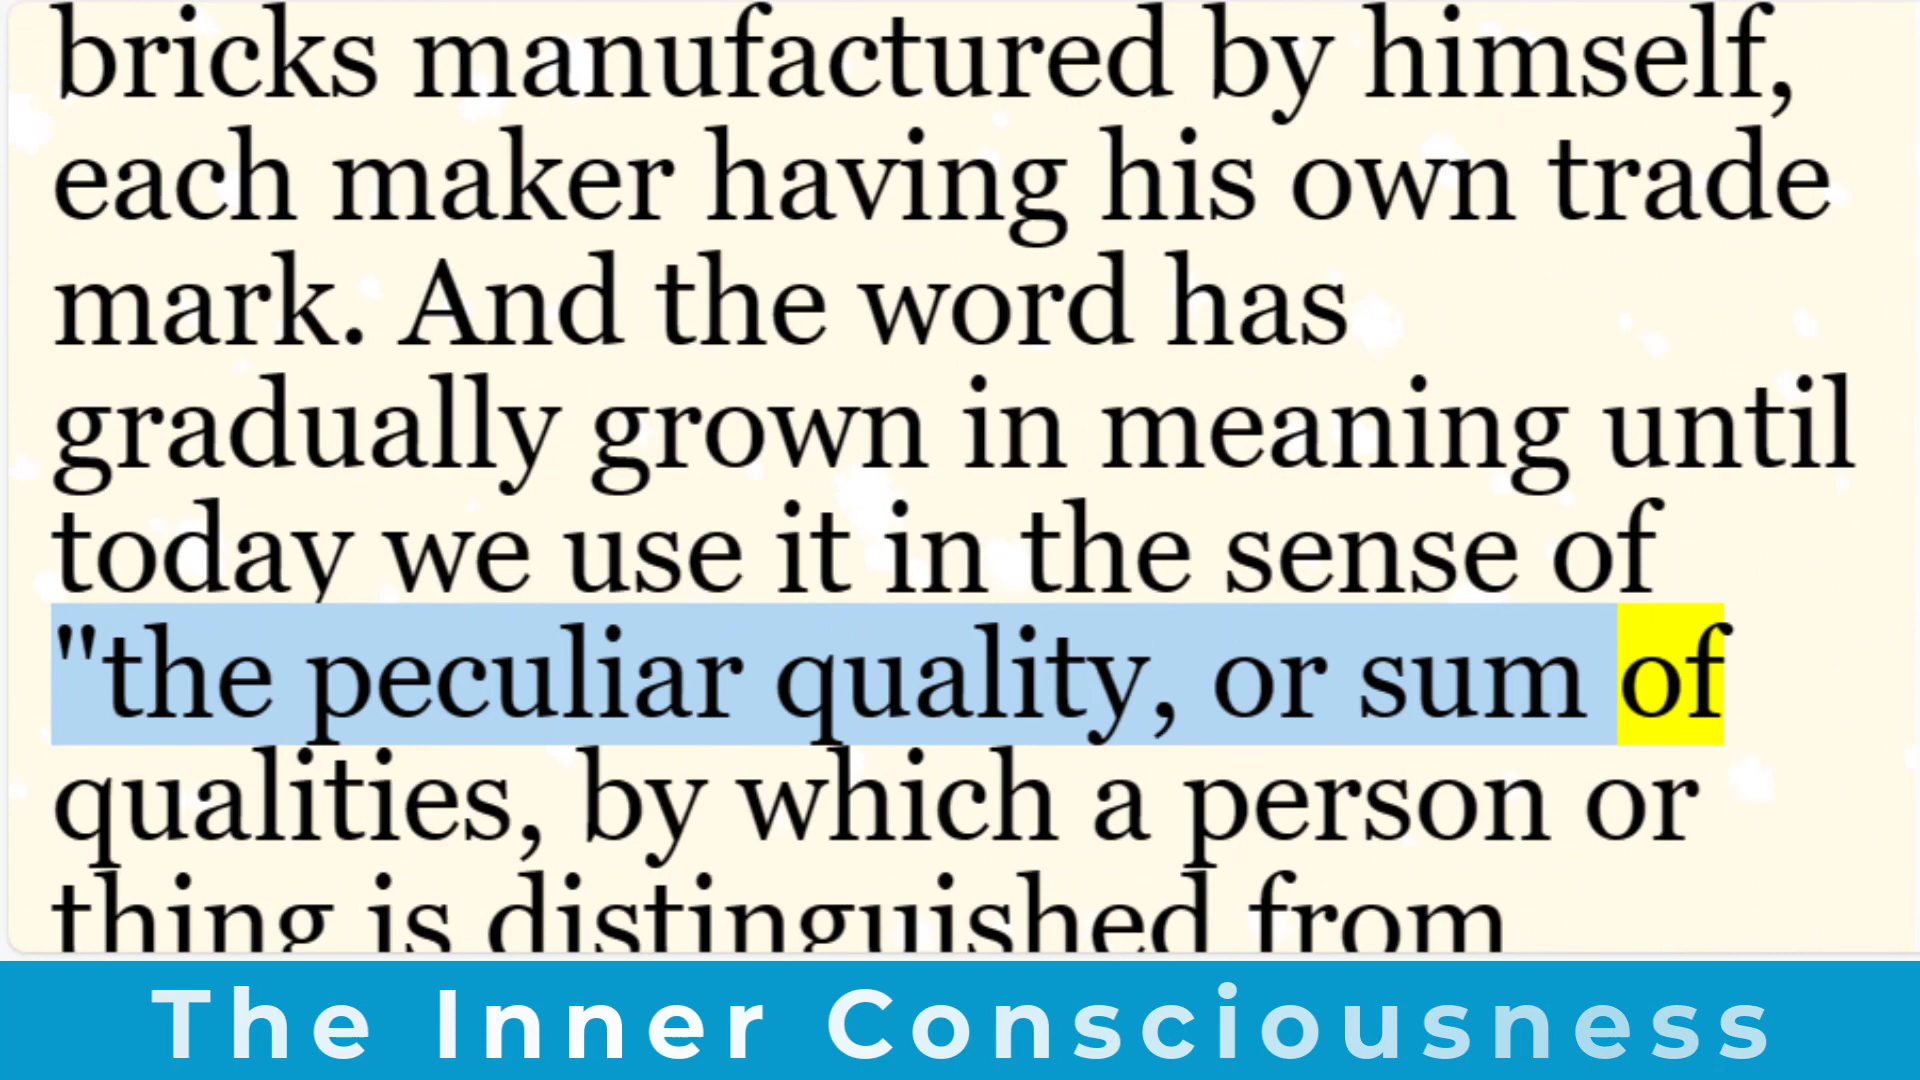 bricks manufactured by himself,
each maker having his own trade
mark. And the word has
gradually grown in meaning until
today we use it in the sense of
"the peculiar quality, or sum of
qualities, by which a person or
thing is distinguished from
The Inner Consciousness